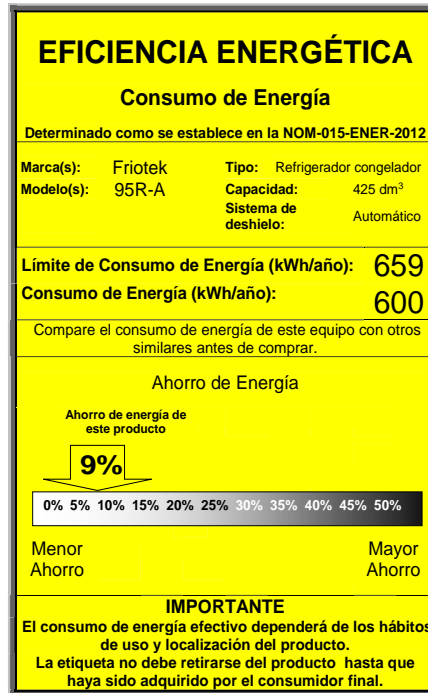 EFICIENCIA ENERGÉTICA
Consumo de Energía
Determinado como se establece en la NOM-015-ENER-2012
Marca(s): Friotek Tipo: Refrigerador congelador
Modelo(s): 95R-A Capacidad: 425 dm³
Sistema de deshielo: Automático
Límite de Consumo de Energía (kWh/año): 659
Consumo de Energía (kWh/año): 600
Compare el consumo de energía de este equipo con otros
similares antes de comprar.
Ahorro de Energía
Ahorro de energía de
este producto
9%
0% 5% 10% 15% 20% 25% 30% 35% 40% 45% 50%
Menor Mayor
Ahorro Ahorro
IMPORTANTE
El consumo de energía efectivo dependerá de los hábitos
de uso y localización del producto.
La etiqueta no debe retirarse del producto hasta que
haya sido adquirido por el consumidor final.